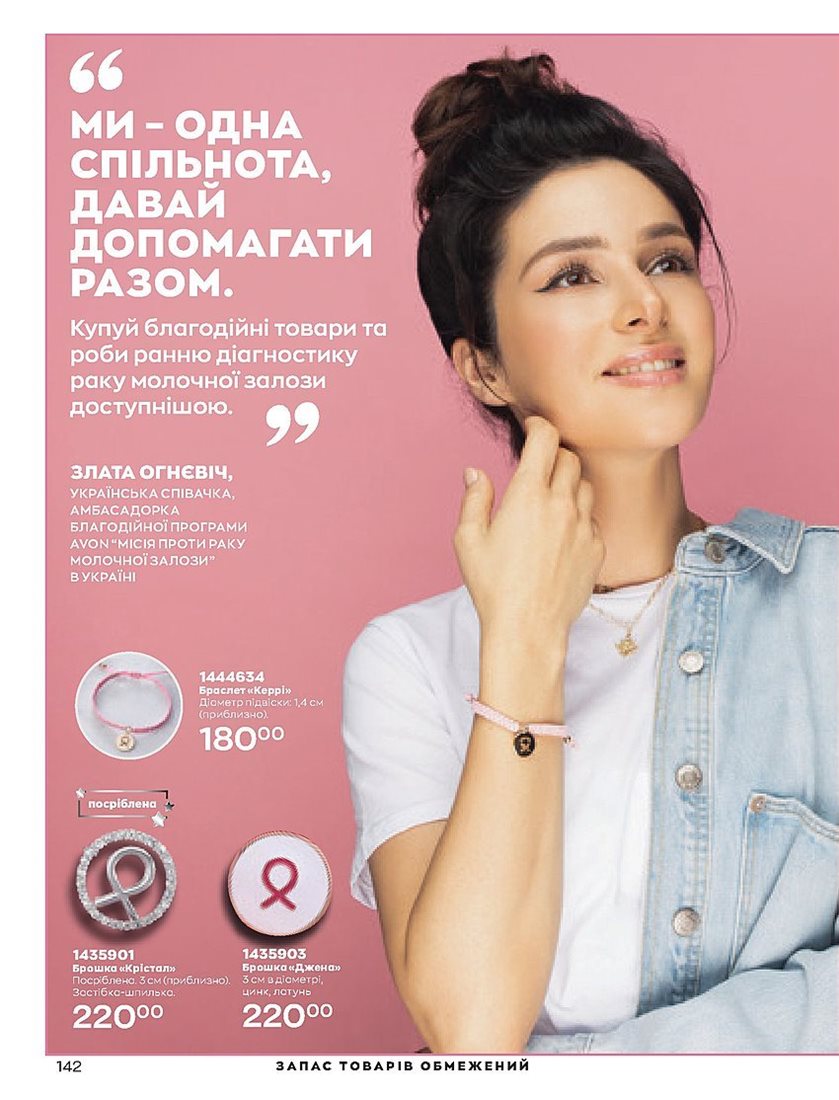 “
МИ – ОДНА
СПІЛЬНОТА,
ДАВАЙ
ДОПОМАГАТИ
РАЗОМ.
Купуй благодійні товари та
роби ранню діагностику
раку молочної залози
доступнішою.
”
ЗЛАТА ОГНЄВІЧ,
УКРАЇНСЬКА СПІВАЧКА,
АМБАСАДОРКА
БЛАГОДІЙНОЇ ПРОГРАМИ
AVON “МІСІЯ ПРОТИ РАКУ
МОЛОЧНОЇ ЗАЛОЗИ”
В УКРАЇНІ
1444634
Браслет «Керрі»
Діаметр підвіски: 1,4 см
(приблизно).
180⁰⁰
посріблена
1435901
Брошка «Крістал»
Посріблена. 3 см (приблизно).
Застібка-шпилька.
220⁰⁰
1435903
Брошка «Джена»
3 см в діаметрі,
цинк, латунь
220⁰⁰
142
ЗАПАС ТОВАРІВ ОБМЕЖЕНИЙ